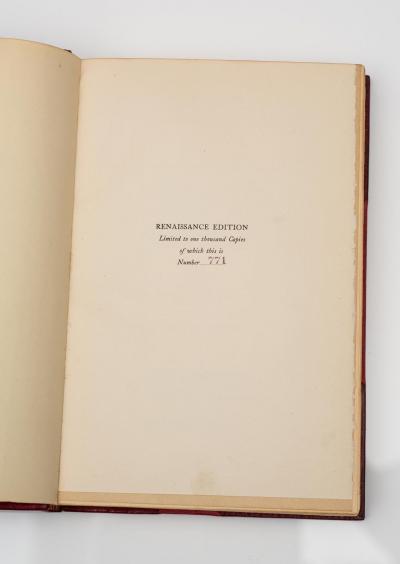 RENAISSANCE EDITION
Limited to one thousand Copies
of which this is
Number 771